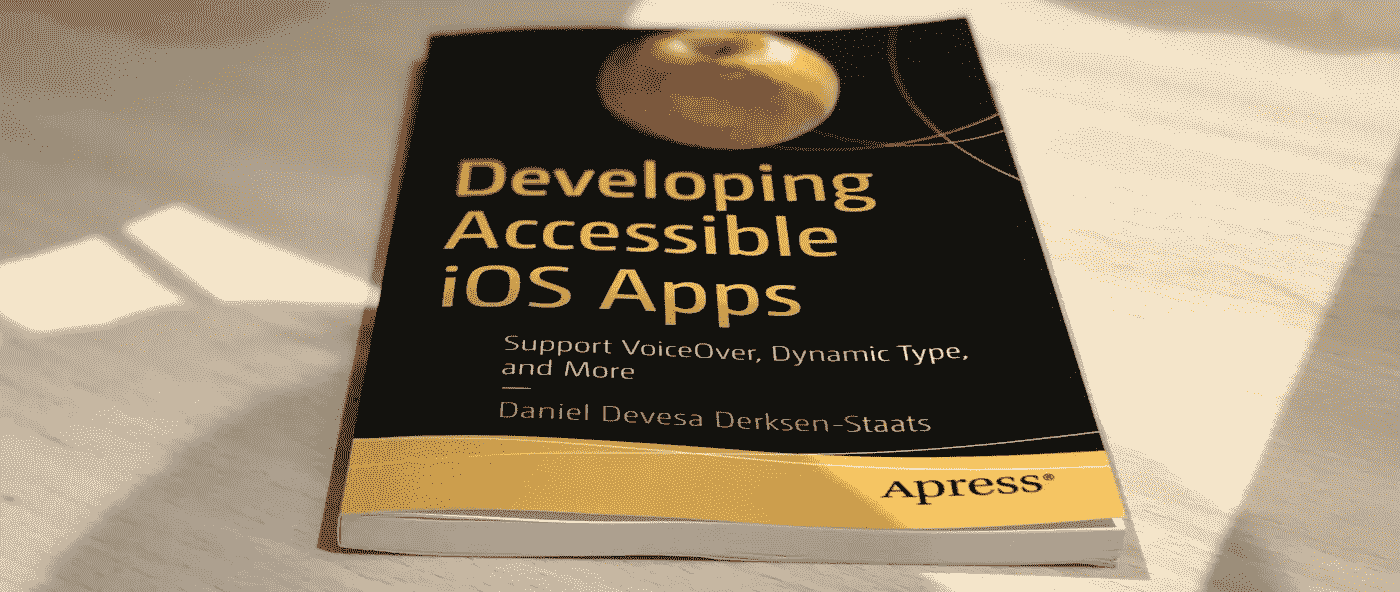 Developing
Accessible
iOS Apps
Support VoiceOver, Dynamic Type,
and More
Daniel Devesa Derksen-Staats
Apress®